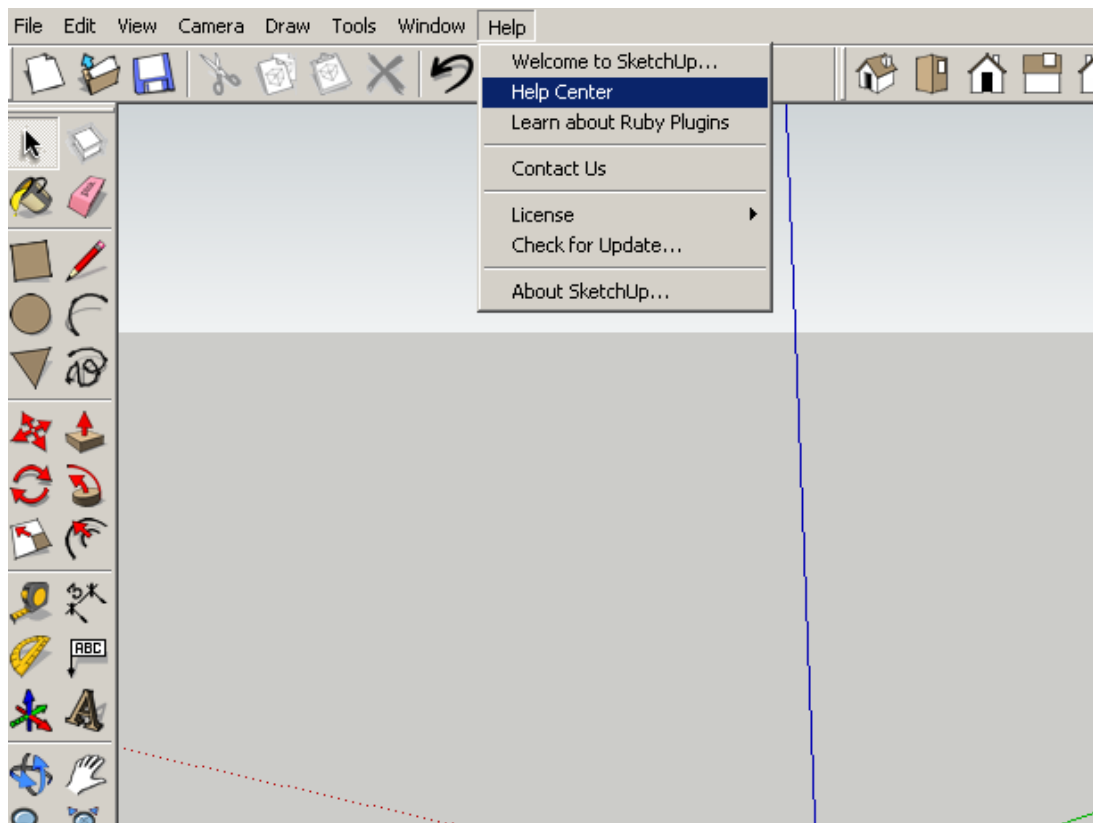 File Edit View Camera Draw Tools Window Help
Welcome to SketchUp...
Help Center
Learn about Ruby Plugins
Contact Us
License
Check for Update...
About SketchUp...
ABC